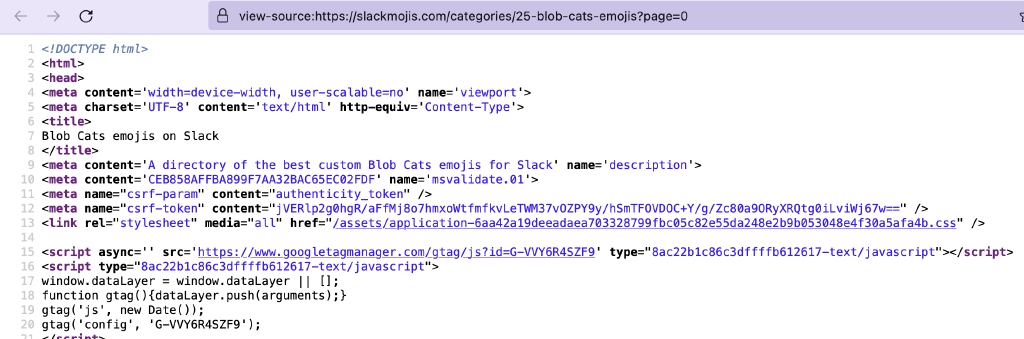 view-source:https://slackmojis.com/categories/25-blob-cats-emojis?page=0
1 <!DOCTYPE html>
2 <html>
3 <head>
4 <meta content='width=device-width, user-scalable=no' name='viewport'>
5 <meta charset='UTF-8' content='text/html' http-equiv='Content-Type'>
6 <title>
7 Blob Cats emojis on Slack
8 </title>
9 <meta content='A directory of the best custom Blob Cats emojis for Slack' name='description'>
10 <meta content='CEB858AFFBA899F7AA32BAC65EC02FDF' name='msvalidate.01'>
11 <meta name="csrf-param" content="authenticity_token" />
12 <meta name="csrf-token" content="jVERlp2g0hgR/aFfMj8o7hmxoWtfmfkvLeTWM37vOZPY9y/hSmTFOVDOC+Y/g/Zc80a9ORyXRQtg0iLviWj67w==" />
13 <link rel="stylesheet" media="all" href="/assets/application-6aa42a19deeadaea703328799fbc05c82e55da248e2b9b053048e4f30a5afa4b.css" />
14
15 <script async='' src='https://www.googletagmanager.com/gtag/js?id=G-VVY6R4SZF9' type="8ac22b1c86c3dffffb612617-text/javascript"></script>
16 <script type="8ac22b1c86c3dffffb612617-text/javascript">
17 window.dataLayer = window.dataLayer || [];
18 function gtag(){dataLayer.push(arguments);}
19 gtag('js', new Date());
20 gtag('config', 'G-VVY6R4SZF9');
21 </script>